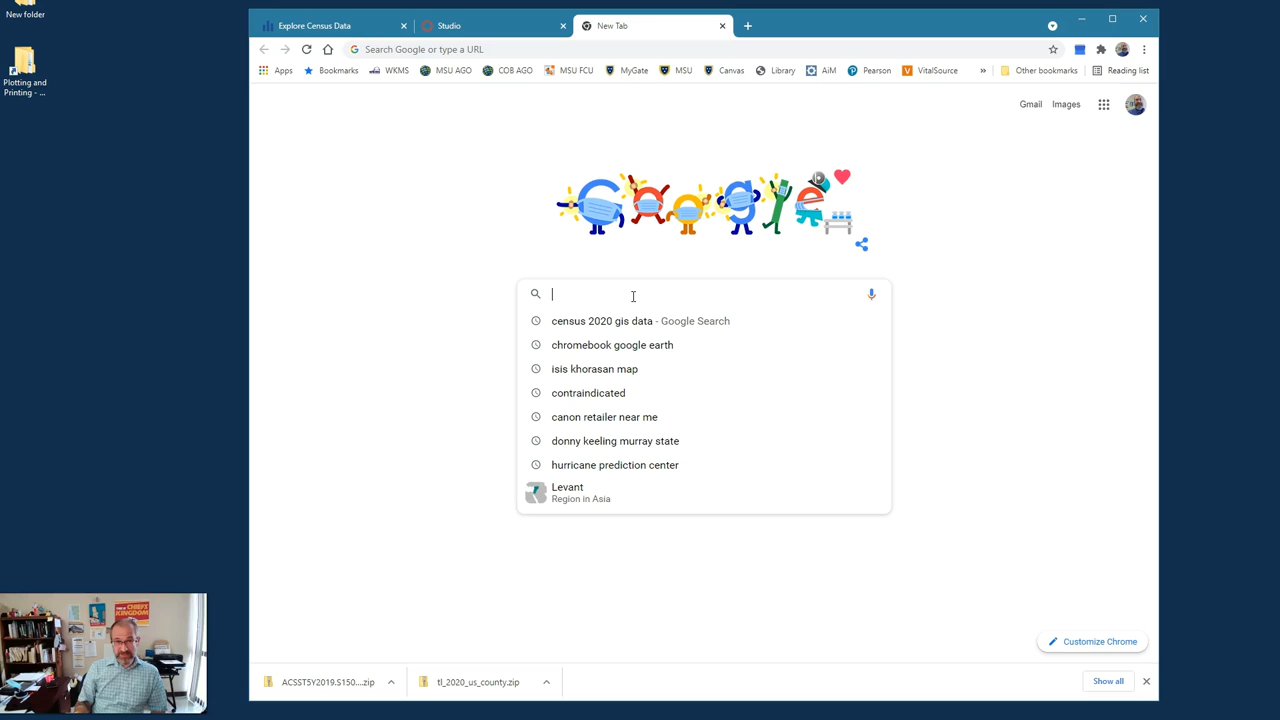 New folder
Plotting and
Printing - ...
Explore Census Data
Studio
New Tab
Search Google or type a URL
Apps
Bookmarks
WKMS
MSU AGO
COB AGO
MSU FCU
MyGate
MSU
Canvas
Library
AiM
Pearson
VitalSource
»
Other bookmarks
Reading list
Gmail
Images
Google
census 2020 gis data - Google Search
chromebook google earth
isis khorasan map
contraindicated
canon retailer near me
donny keeling murray state
hurricane prediction center
Levant
Region in Asia
Customize Chrome
CHIEFS
KINGDOM
ACSST5Y2019.S150....zip
tl_2020_us_county.zip
Show all